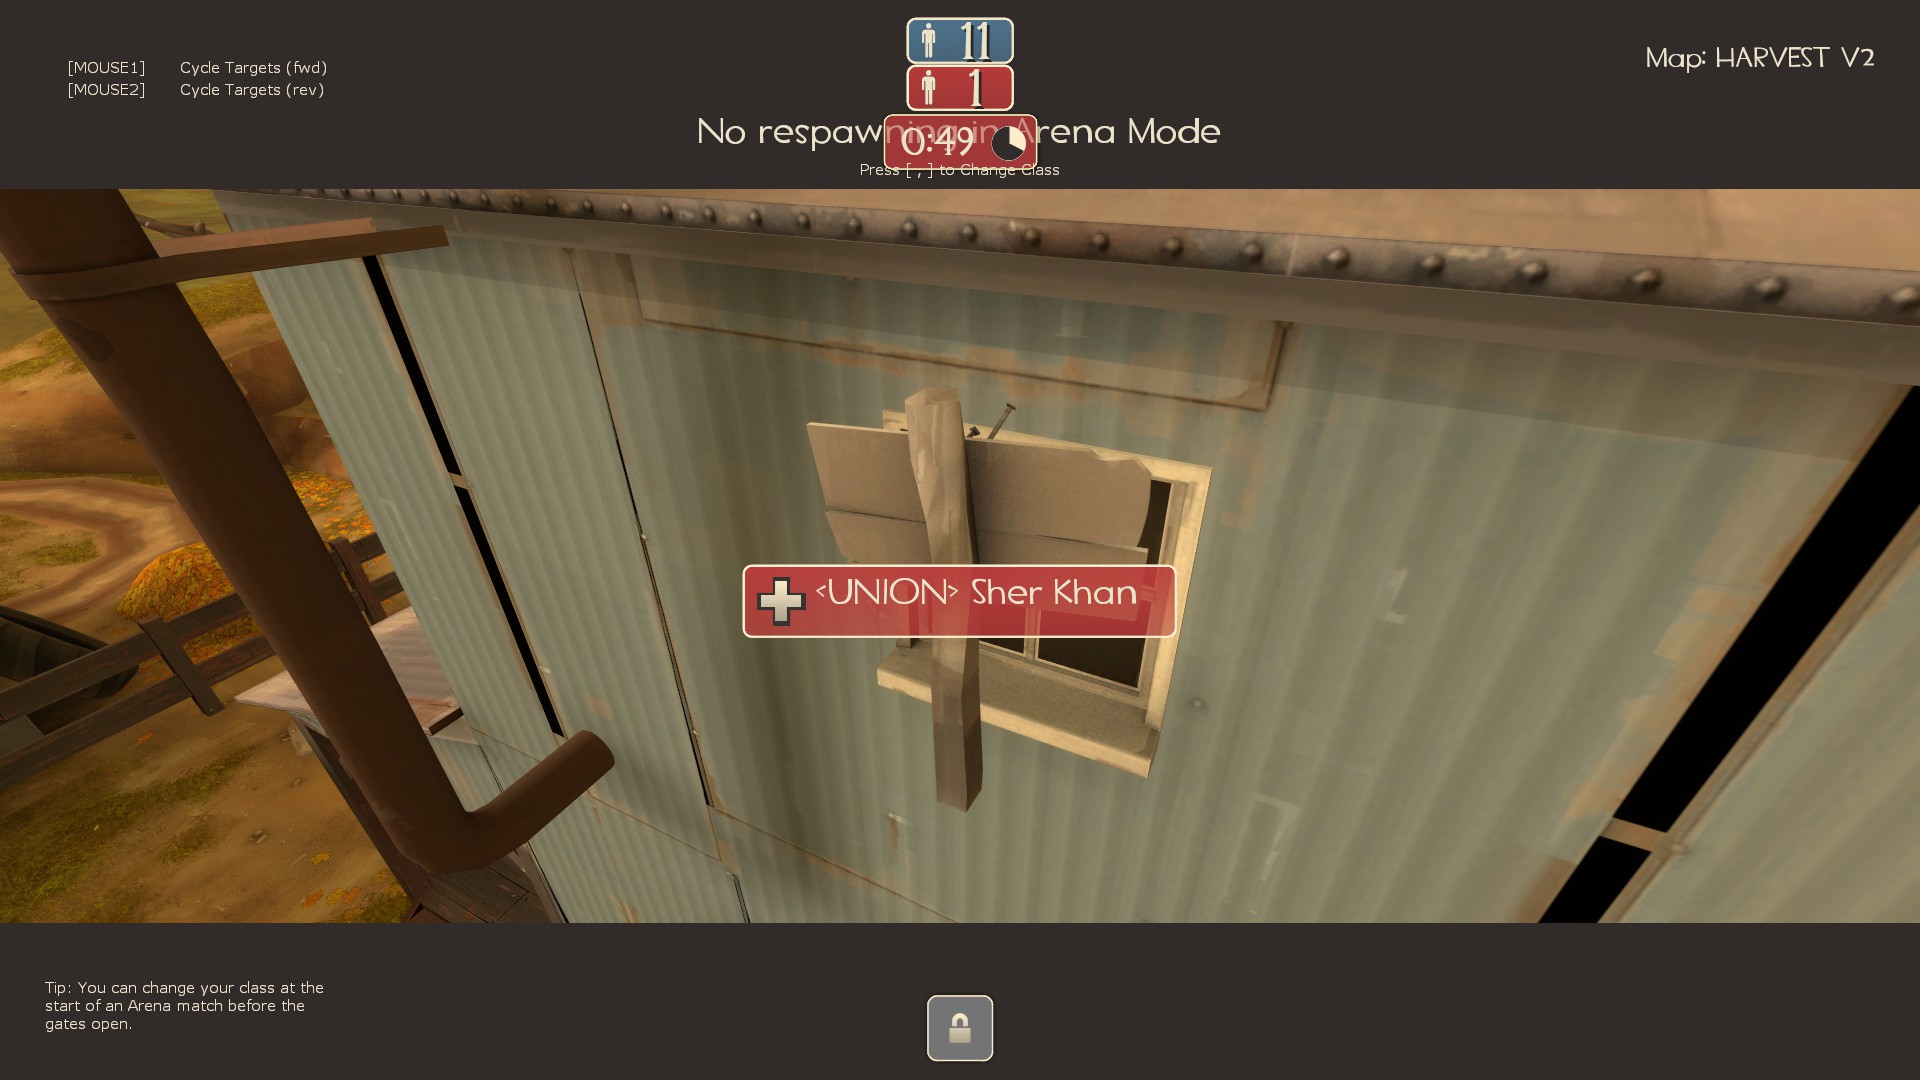 [MOUSE1] Cycle Targets (fwd)
[MOUSE2] Cycle Targets (rev)
11
1
Map: HARVEST V2
No respawning in Arena Mode
0:49
Press [ , ] to Change Class
<UNION> Sher Khan
Tip: You can change your class at the
start of an Arena match before the
gates open.